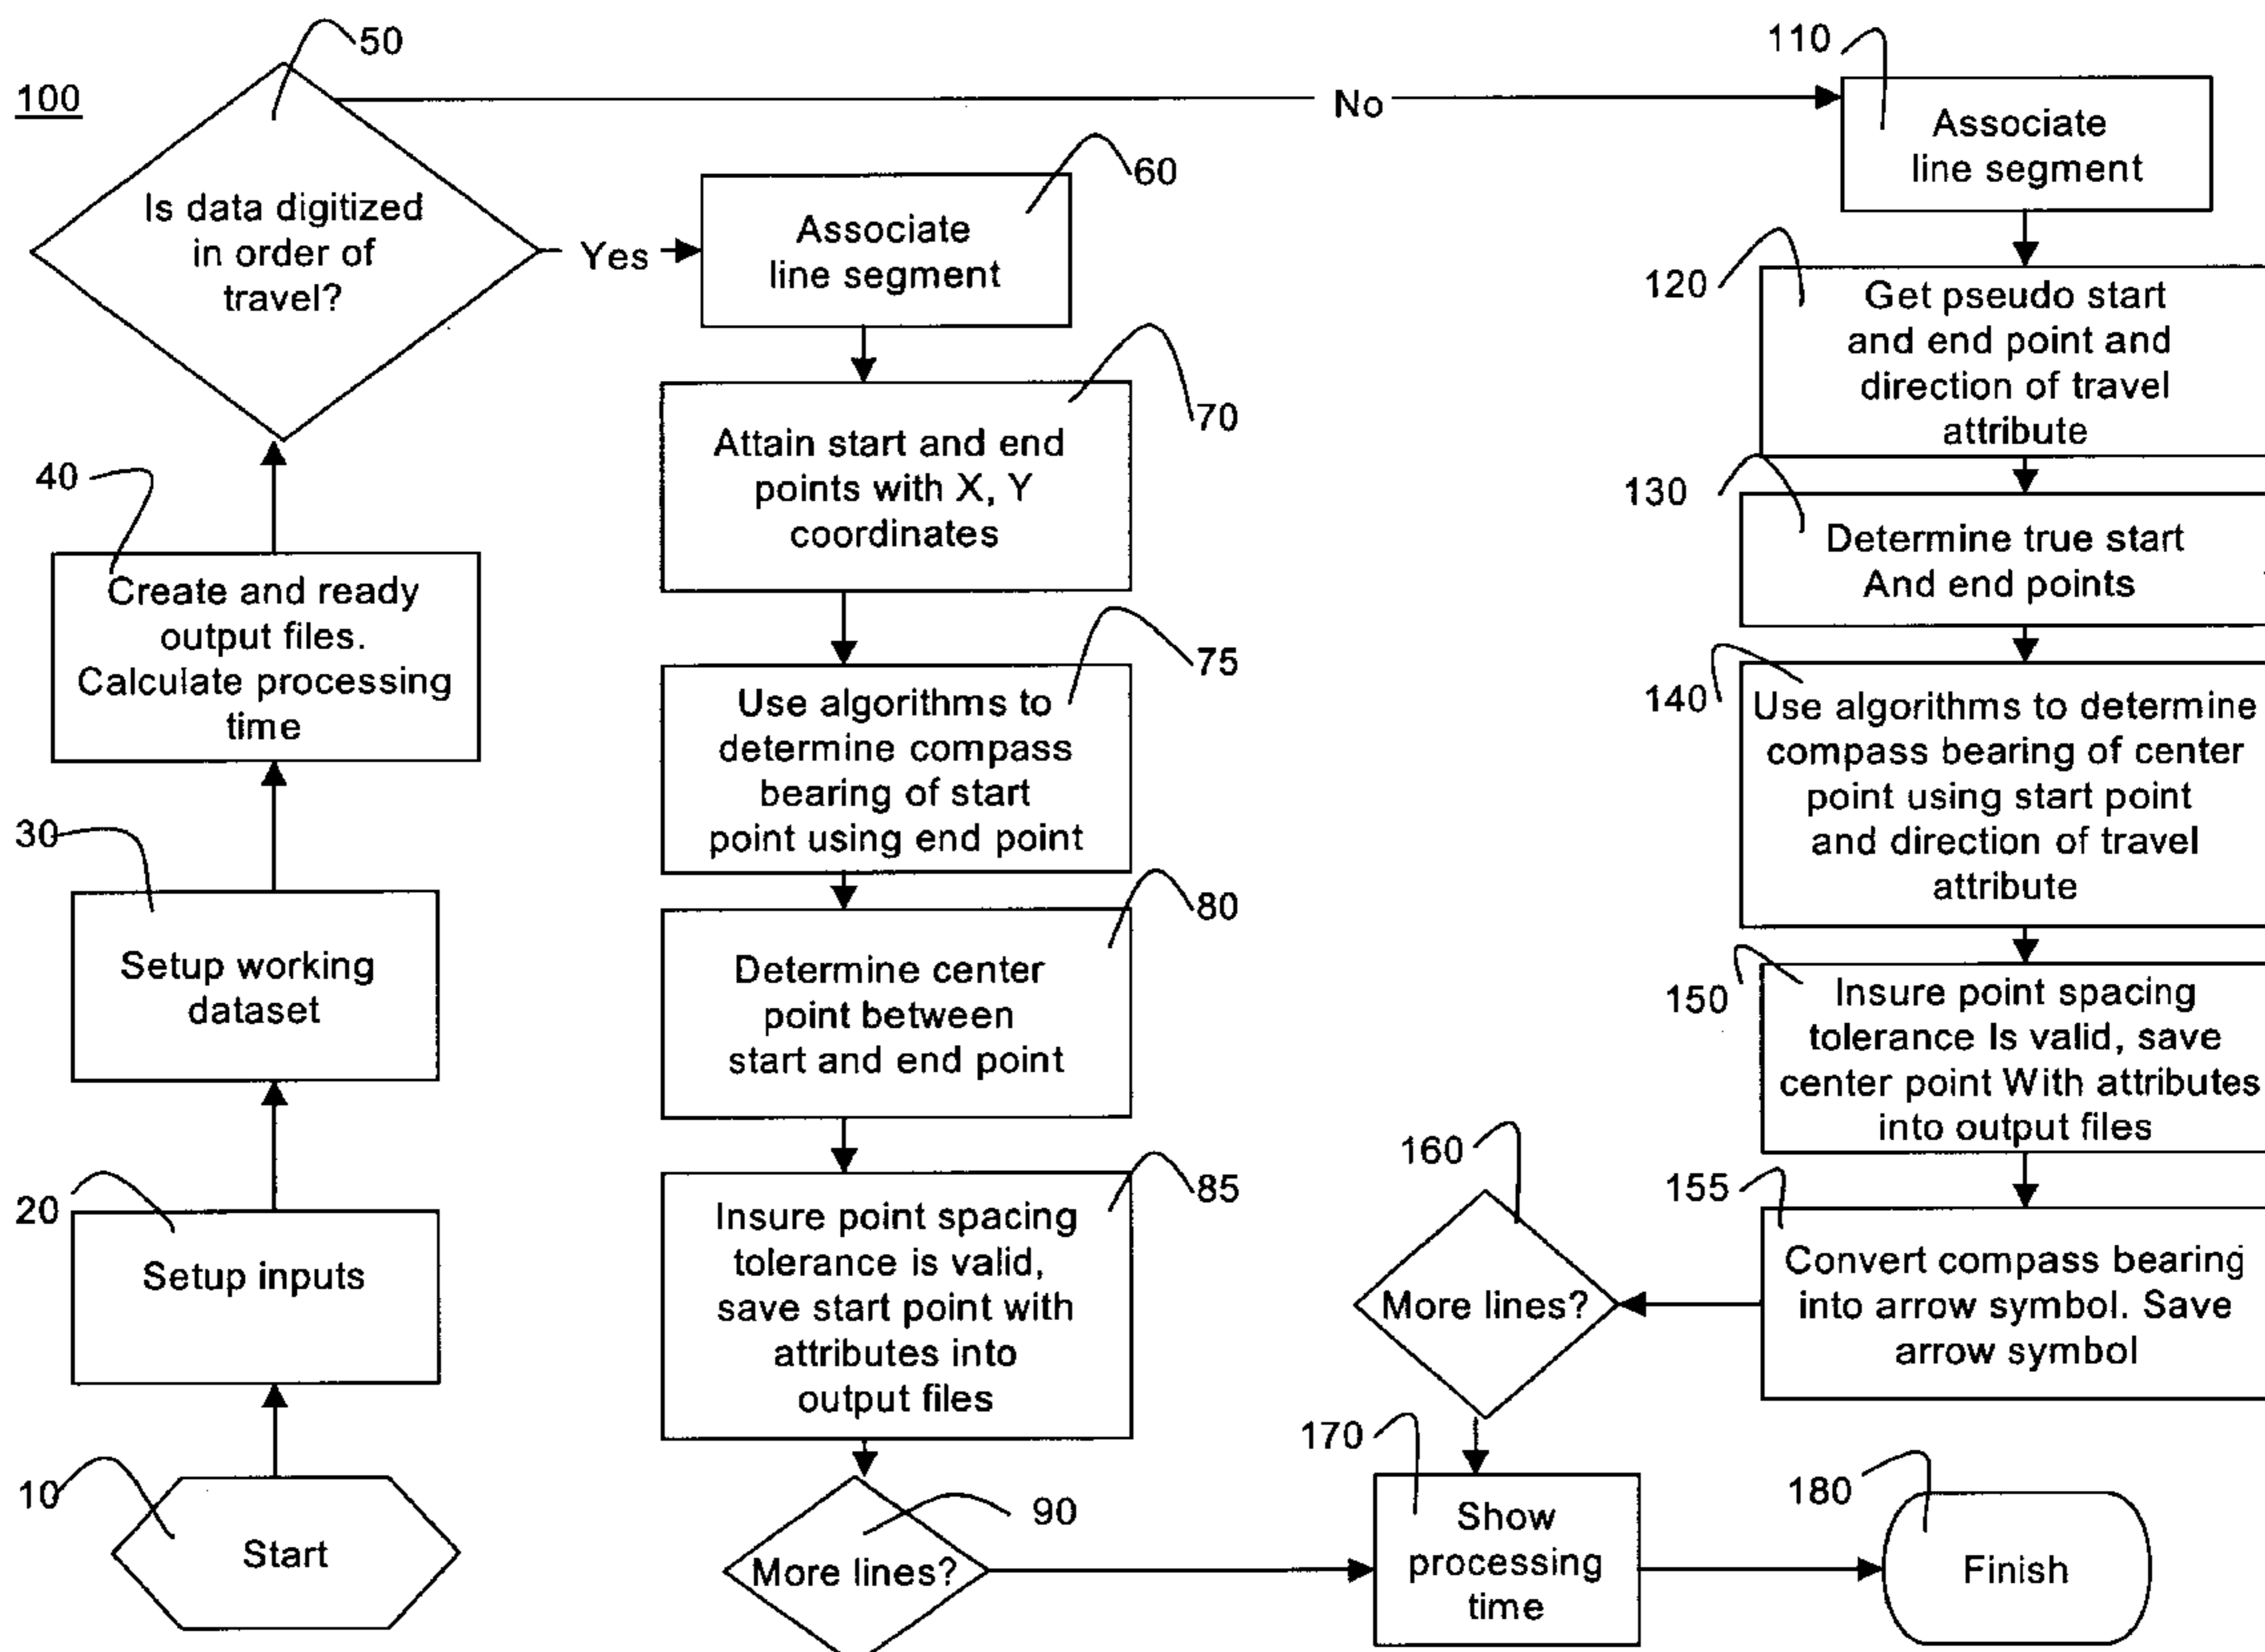 100
50
Is data digitized
in order of
travel?
No
Yes
40
Create and ready
output files.
Calculate processing
time
30
Setup working
dataset
20
Setup inputs
10
Start
60
Associate
line segment
70
Attain start and end
points with X, Y
coordinates
75
Use algorithms to
determine compass
bearing of start
point using end point
80
Determine center
point between
start and end point
85
Insure point spacing
tolerance is valid,
save start point with
attributes into
output files
90
More lines?
110
Associate
line segment
120
Get pseudo start
and end point and
direction of travel
attribute
130
Determine true start
And end points
140
Use algorithms to determine
compass bearing of center
point using start point
and direction of travel
attribute
150
Insure point spacing
tolerance Is valid, save
center point With attributes
into output files
155
Convert compass bearing
into arrow symbol. Save
arrow symbol
160
More lines?
170
Show
processing
time
180
Finish